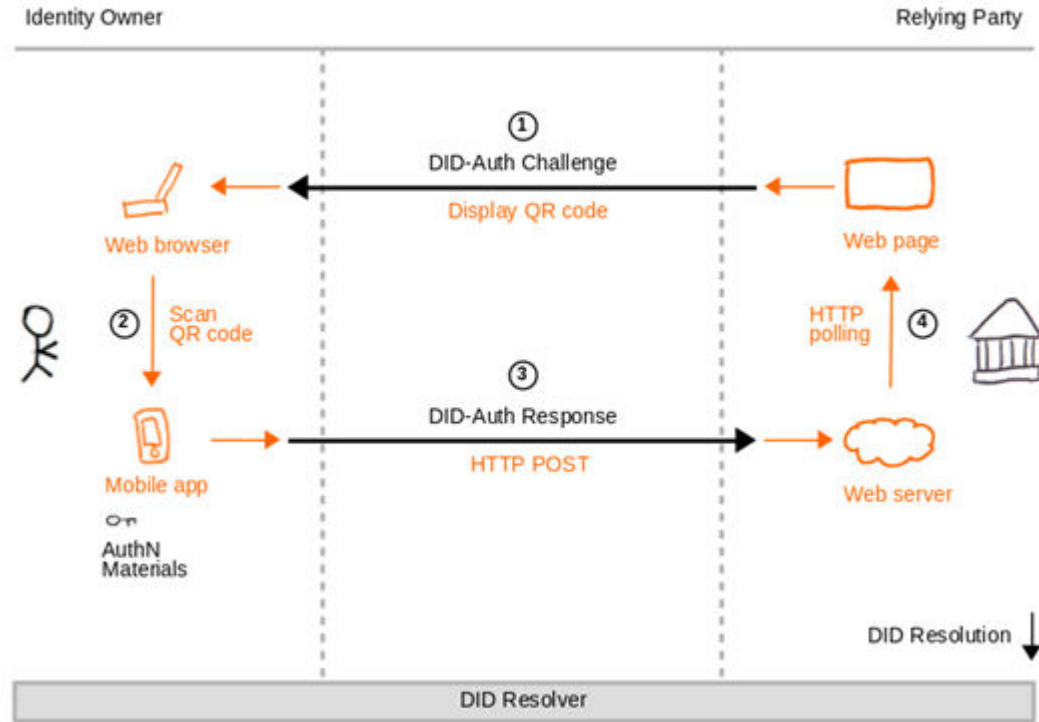 Identity Owner
Relying Party
1
DID-Auth Challenge
Display QR code
Web browser
Web page
2
Scan
QR code
HTTP
polling
4
3
DID-Auth Response
HTTP POST
Mobile app
Web server
AuthN
Materials
DID Resolution
DID Resolver